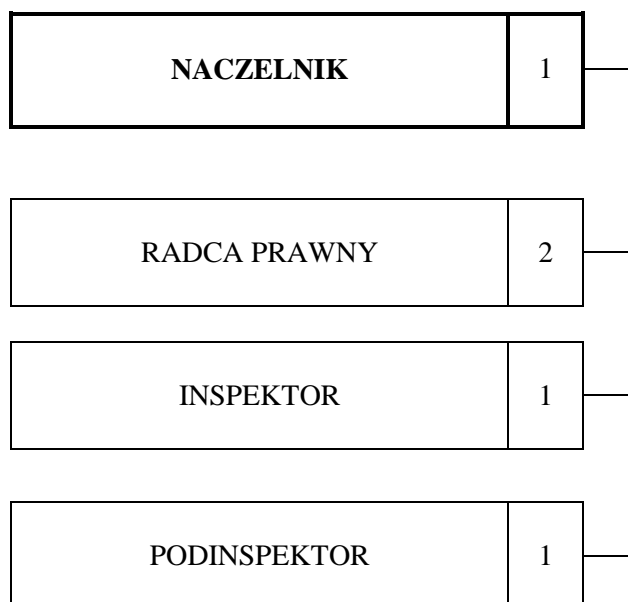 NACZELNIK 1
RADCA PRAWNY 2
INSPEKTOR 1
PODINSPEKTOR 1